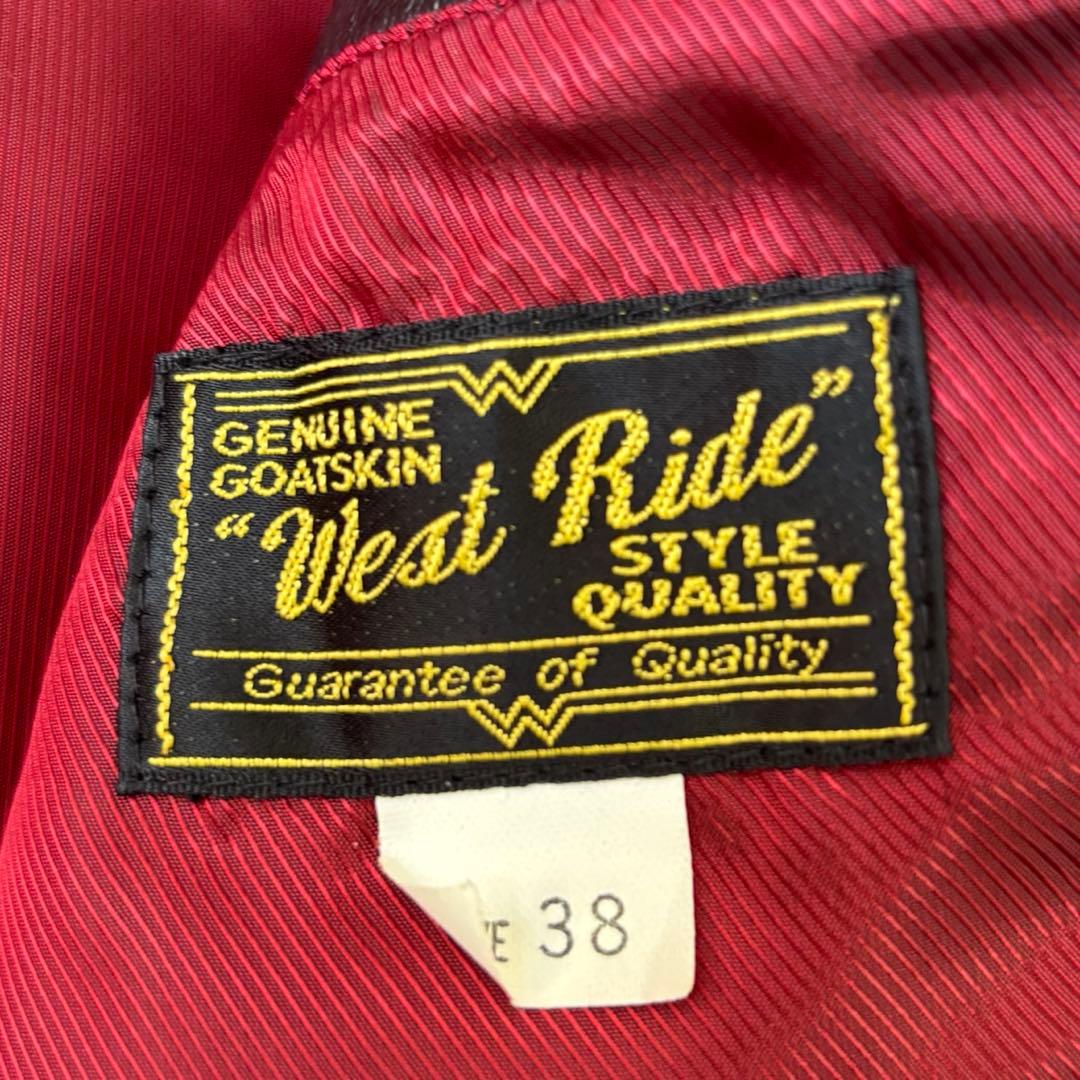 GENUINE
GOATSKIN
"West Ride"
STYLE
QUALITY
Guarantee of Quality
38